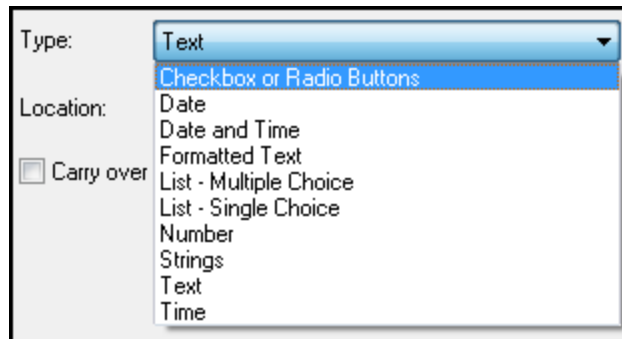 Type: Text
Checkbox or Radio Buttons
Location: Date
Date and Time
Formatted Text
Carry over List - Multiple Choice
List - Single Choice
Number
Strings
Text
Time